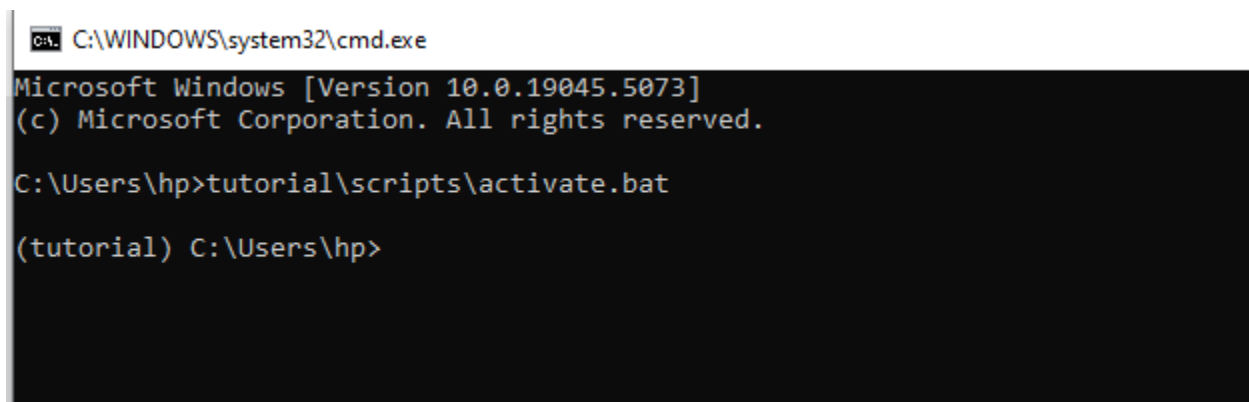 C:\WINDOWS\system32\cmd.exe
Microsoft Windows [Version 10.0.19045.5073]
(c) Microsoft Corporation. All rights reserved.
C:\Users\hp>tutorial\scripts\activate.bat
(tutorial) C:\Users\hp>